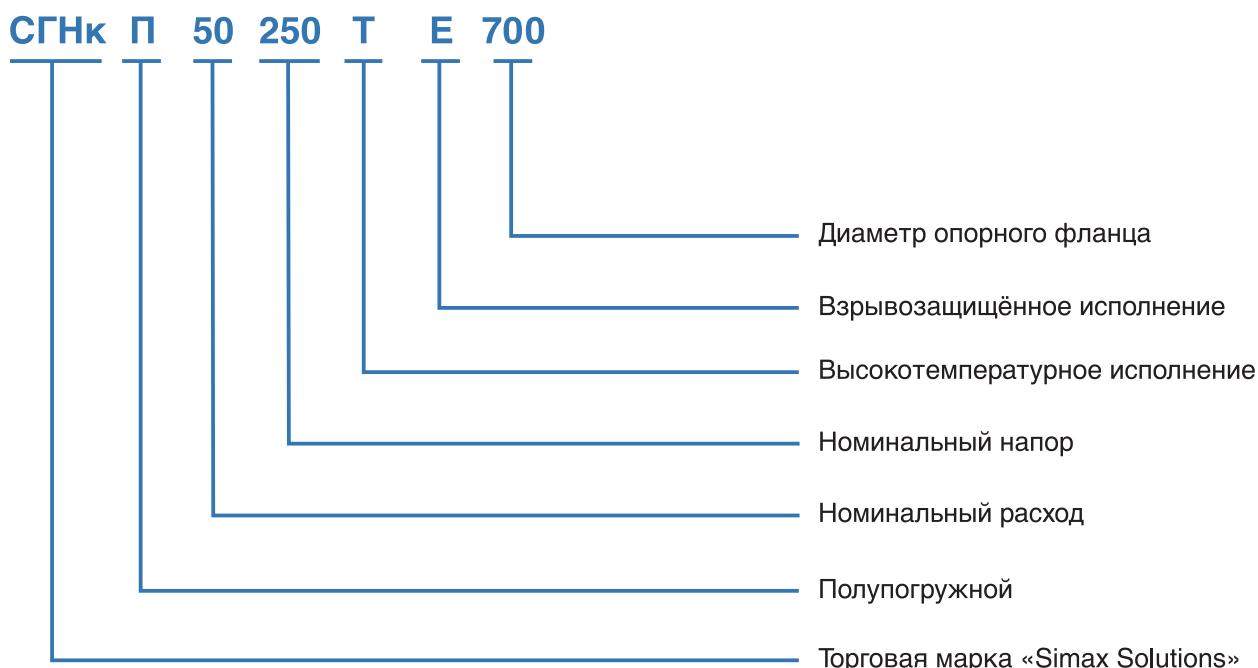 СГНк П 50 250 Т Е 700
Диаметр опорного фланца
Взрывозащищённое исполнение
Высокотемпературное исполнение
Номинальный напор
Номинальный расход
Полупогружной
Торговая марка «Simax Solutions»